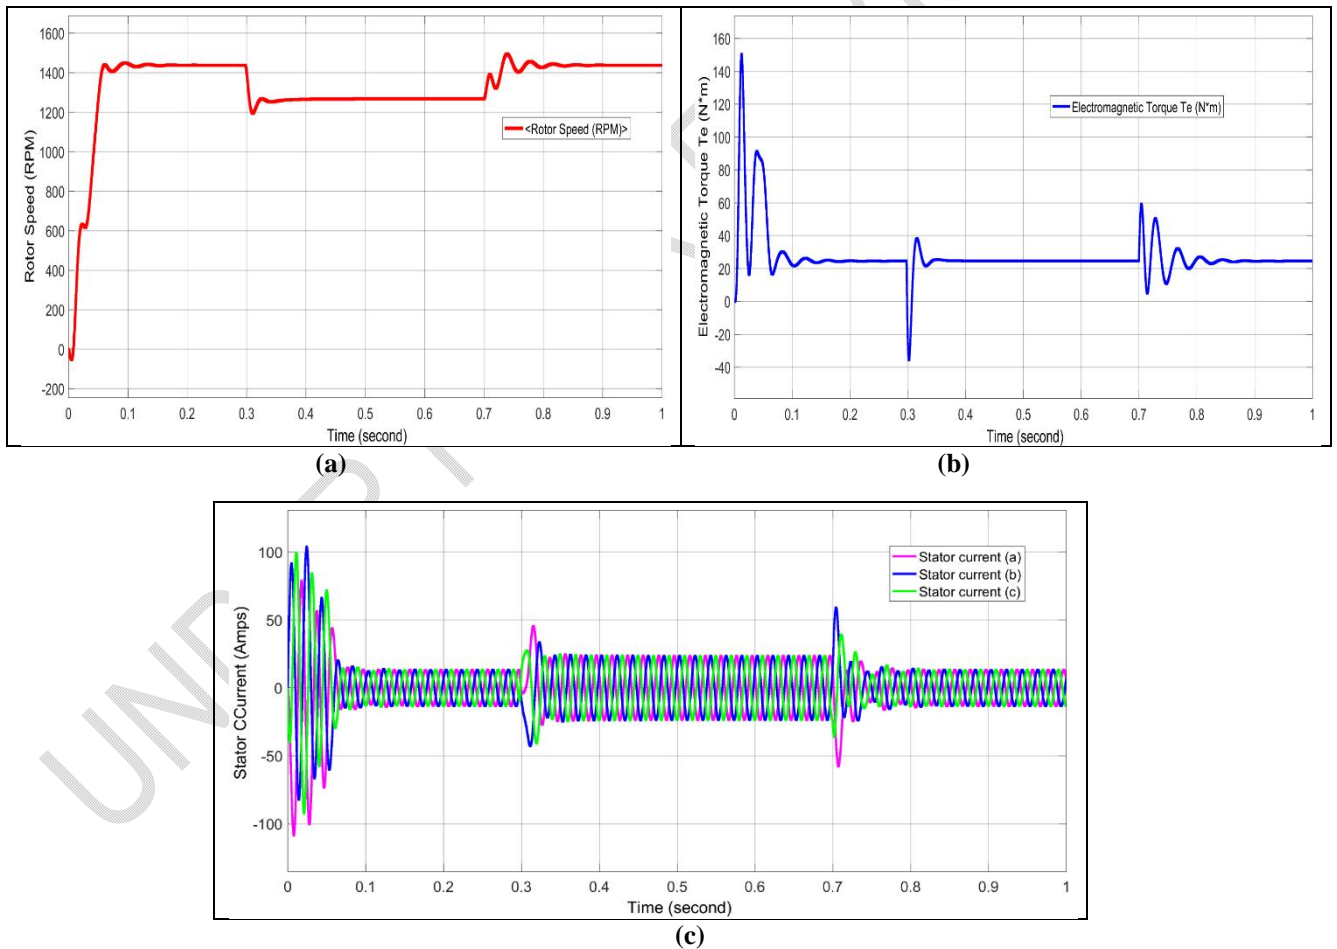 1600
1400
1200
1000
800
600
400
200
0
-200
Rotor Speed (RPM)
<Rotor Speed (RPM)>
0 0.1 0.2 0.3 0.4 0.5 0.6 0.7 0.8 0.9 1
Time (second)
(a)
160
140
120
100
80
60
40
20
0
-20
-40
Electromagnetic Torque Te (N*m)
Electromagnetic Torque Te (N*m)
0 0.1 0.2 0.3 0.4 0.5 0.6 0.7 0.8 0.9 1
Time (second)
(b)
100
50
0
-50
-100
Stator CCurrent (Amps)
Stator current (a)
Stator current (b)
Stator current (c)
0 0.1 0.2 0.3 0.4 0.5 0.6 0.7 0.8 0.9 1
Time (second)
(c)